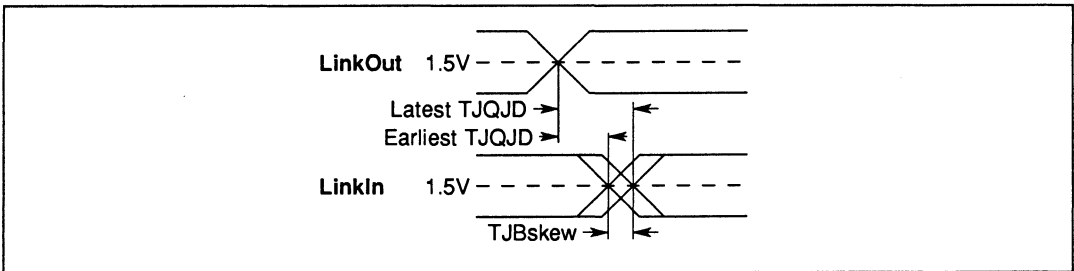 LinkOut 1.5V
Latest TJQJD
Earliest TJQJD
LinkIn 1.5V
TJBskew